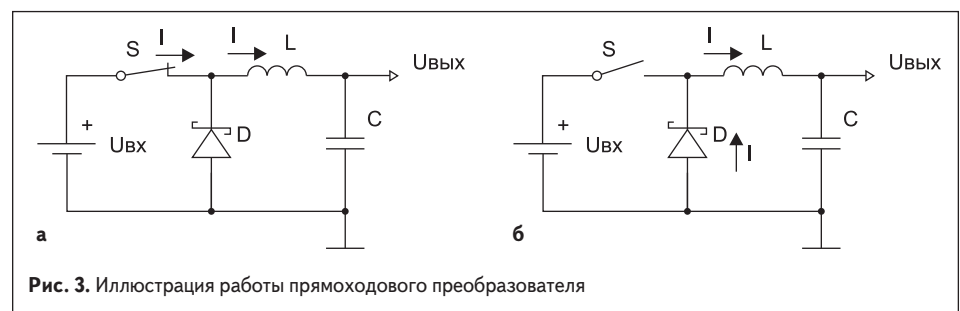 S I I L Uвых
+ Uвх D C
а
S I L Uвых
+ Uвх D I C
б
Рис. 3. Иллюстрация работы прямоходового преобразователя